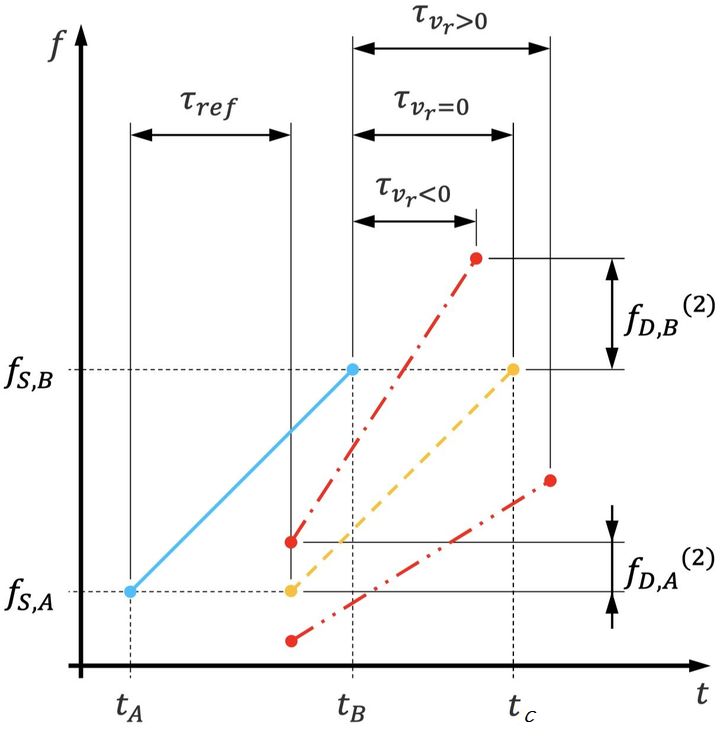 τ_{v_r>0}
f
τ_{ref}
τ_{v_r=0}
τ_{v_r<0}
f_{D,B}^{(2)}
f_{S,B}
f_{D,A}^{(2)}
f_{S,A}
t_A
t_B
t_c
t